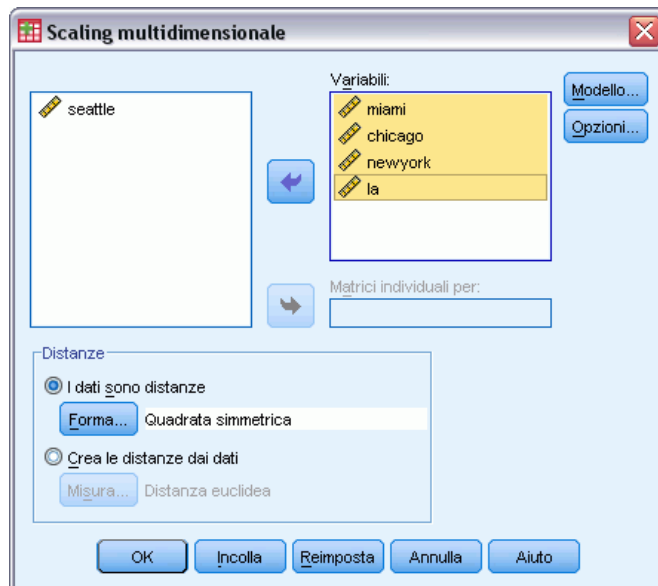 Scaling multidimensionale
Variabili:
seattle
miami
chicago
newyork
la
Modello...
Opzioni...
Matrici individuali per:
Distanze
I dati sono distanze
Forma... Quadrata simmetrica
Crea le distanze dai dati
Misura... Distanza euclidea
OK Incolla Reimposta Annulla Aiuto